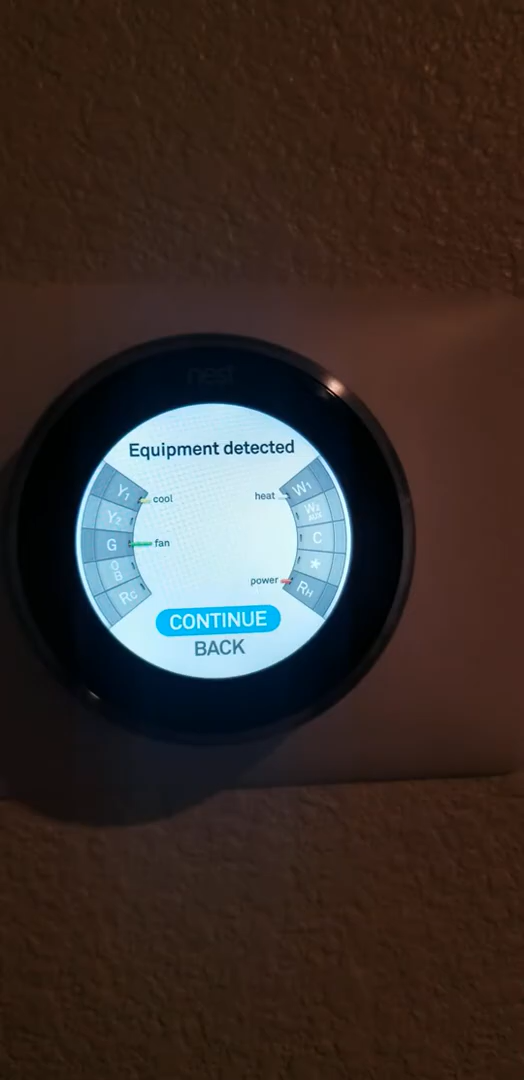 nest
Equipment detected
Y1 cool
Y2
G fan
O
B
RC
heat W1
W2
AUX
C
*
power RH
CONTINUE
BACK